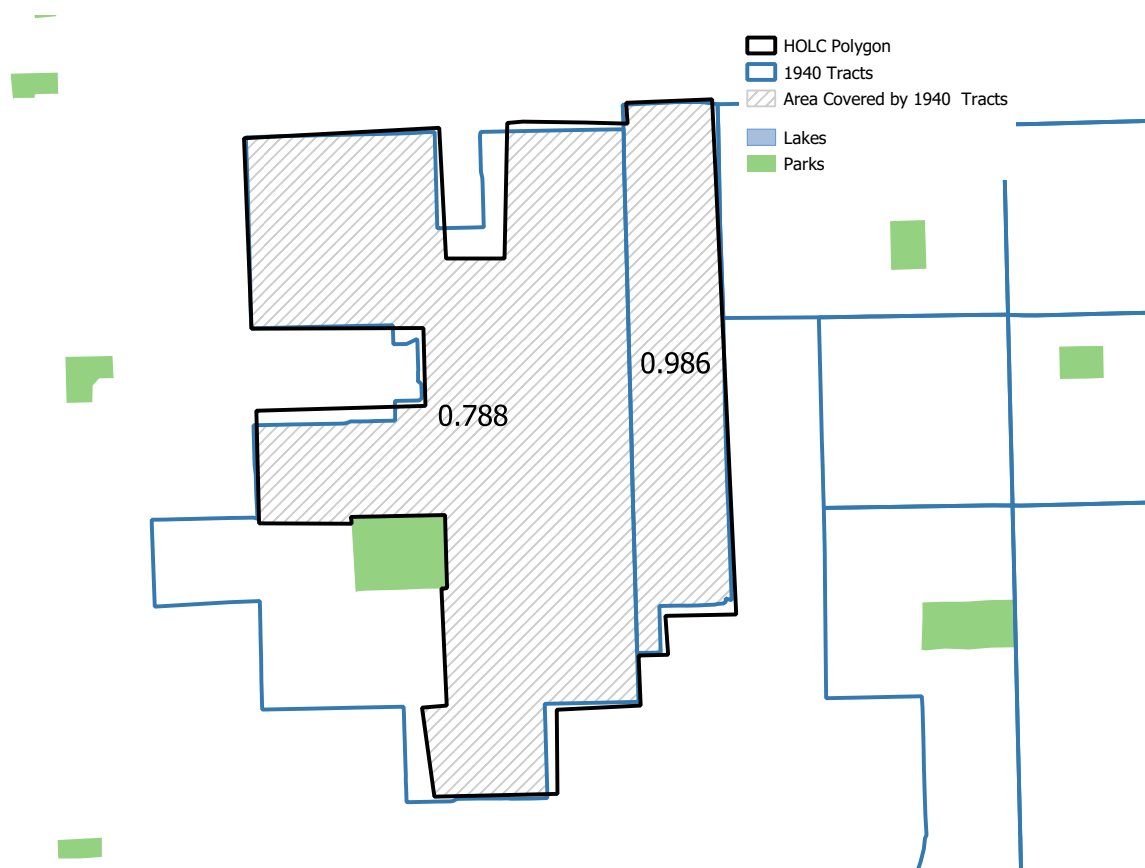 HOLC Polygon
1940 Tracts
Area Covered by 1940  Tracts
Lakes
Parks
0.986
0.788